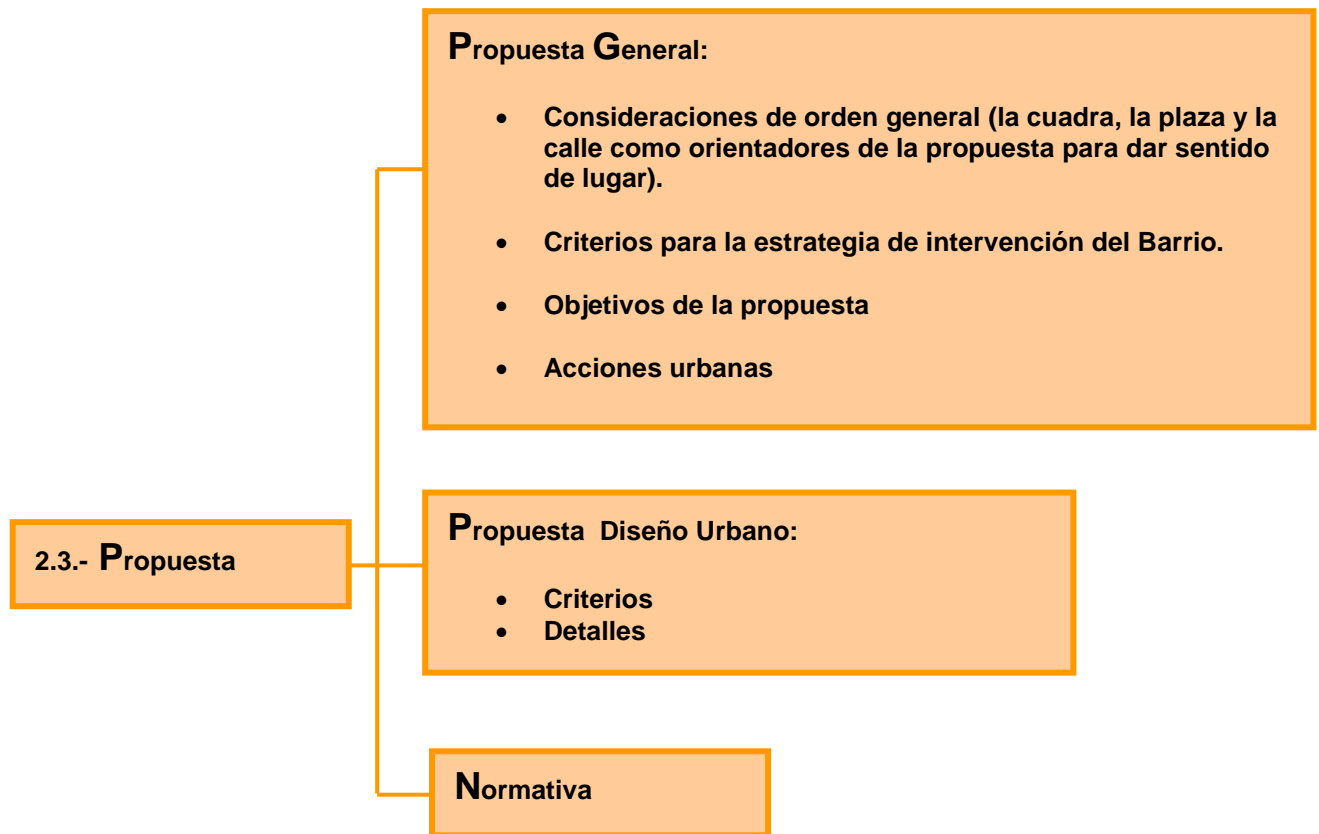 Propuesta General:
• Consideraciones de orden general (la cuadra, la plaza y la
calle como orientadores de la propuesta para dar sentido
de lugar).
• Criterios para la estrategia de intervención del Barrio.
• Objetivos de la propuesta
• Acciones urbanas
2.3.- Propuesta
Propuesta Diseño Urbano:
• Criterios
• Detalles
Normativa